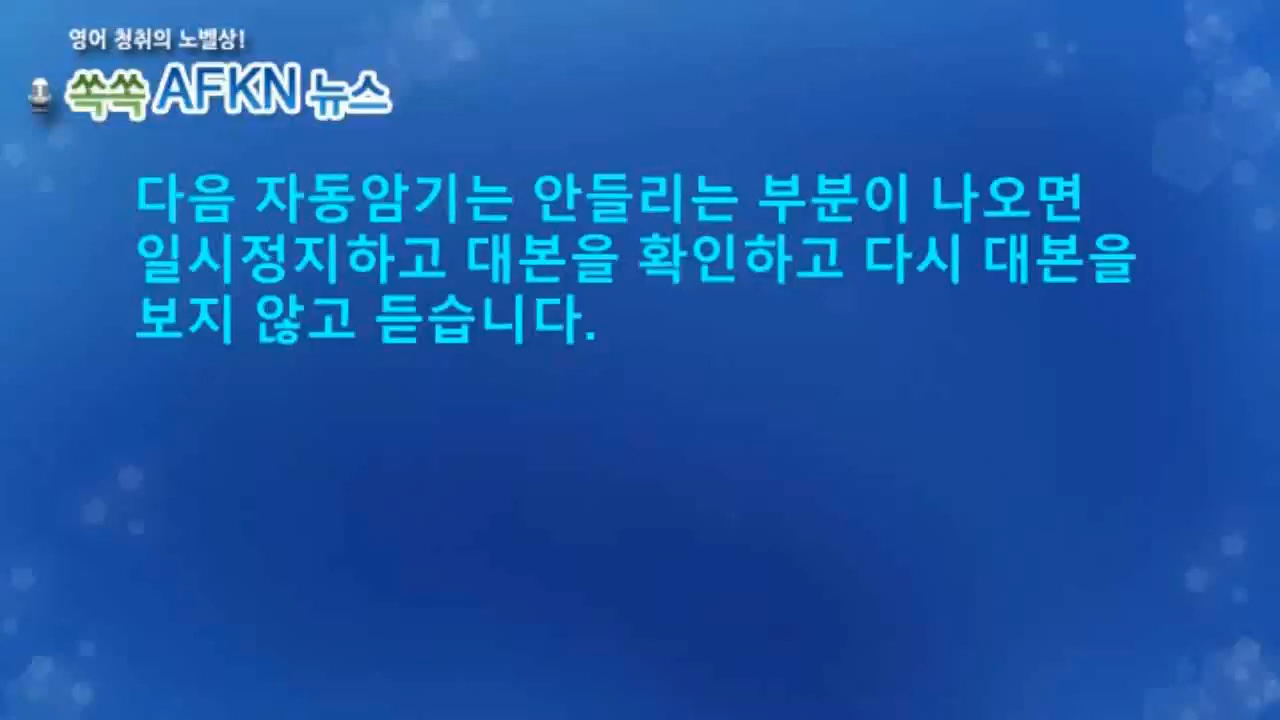 영어 청취의 노벨상!
쏙쏙 AFKN 뉴스
다음 자동암기는 안들리는 부분이 나오면
일시정지하고 대본을 확인하고 다시 대본을
보지 않고 듣습니다.